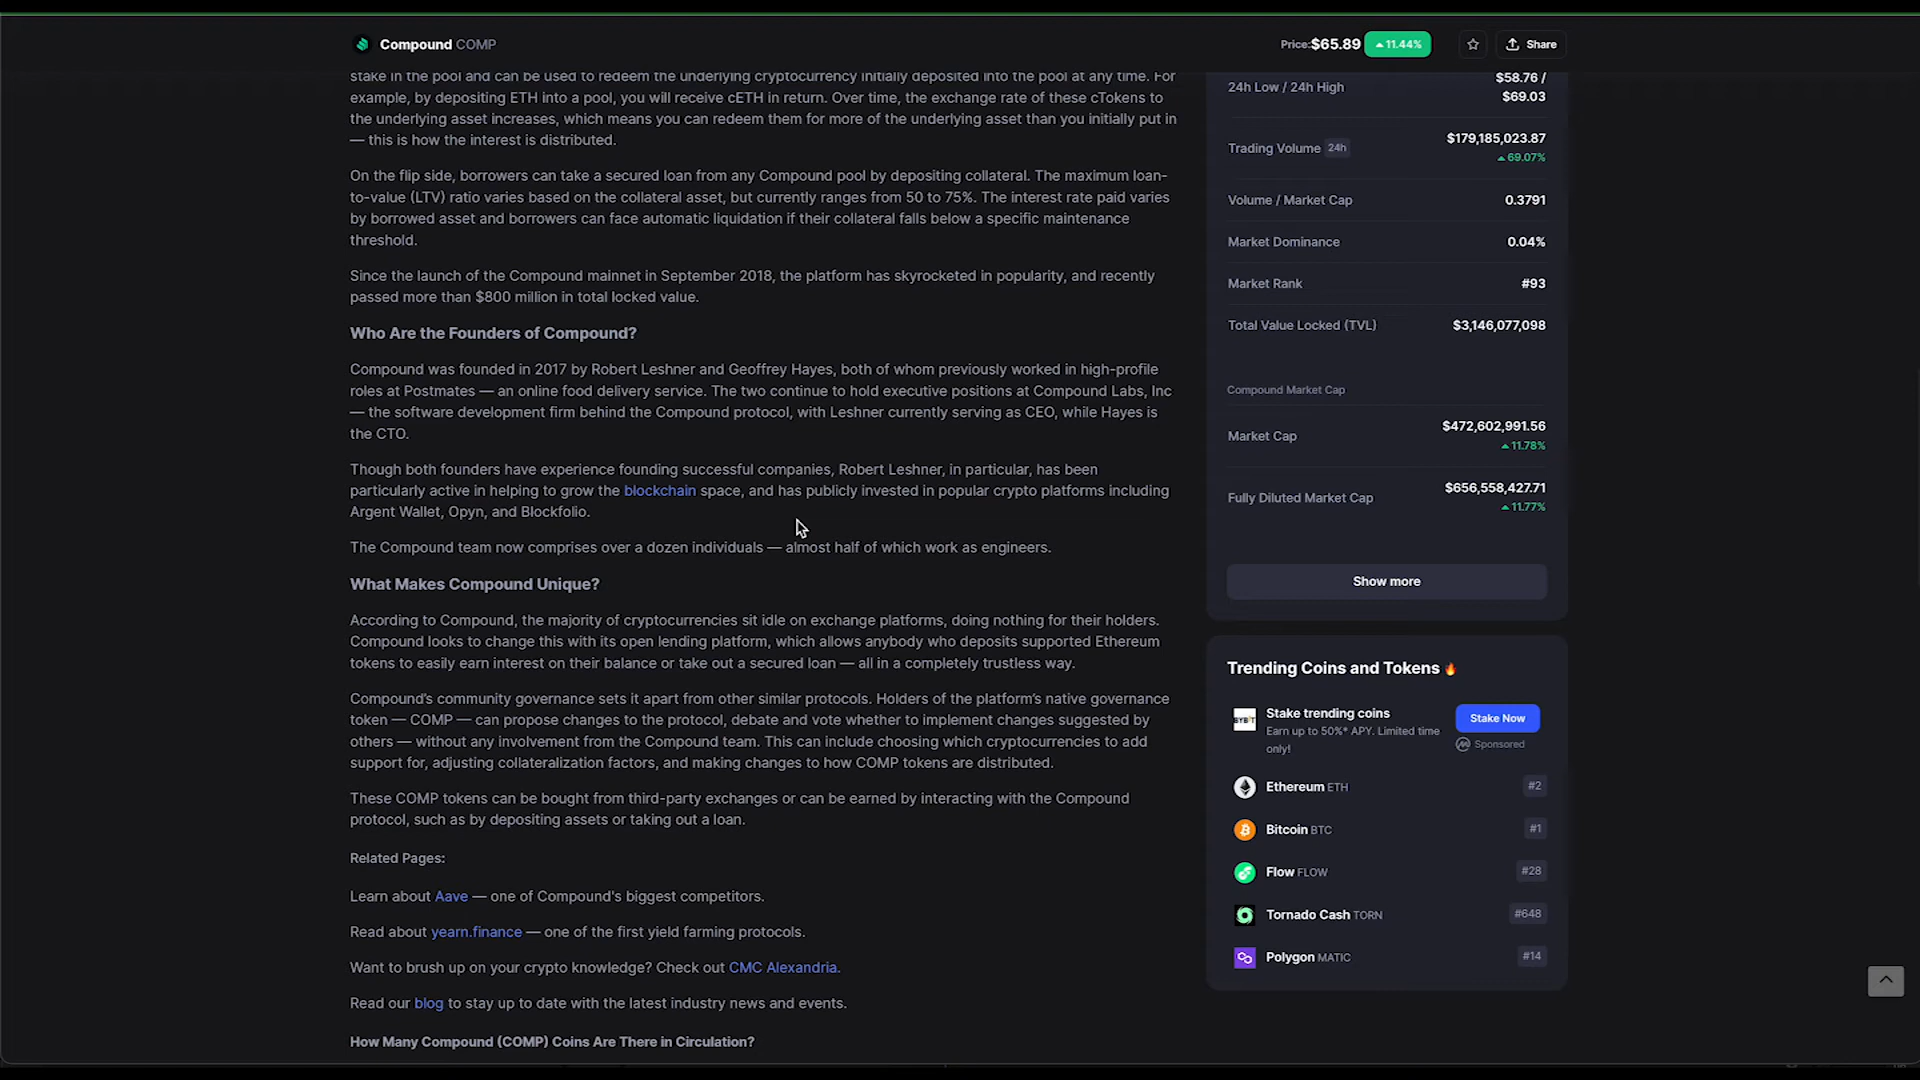 Compound COMP
Price:$65.89 11.44%
Share
stake in the pool and can be used to redeem the underlying cryptocurrency initially deposited into the pool at any time. For
example, by depositing ETH into a pool, you will receive cETH in return. Over time, the exchange rate of these cTokens to
the underlying asset increases, which means you can redeem them for more of the underlying asset than you initially put in
— this is how the interest is distributed.
On the flip side, borrowers can take a secured loan from any Compound pool by depositing collateral. The maximum loan-
to-value (LTV) ratio varies based on the collateral asset, but currently ranges from 50 to 75%. The interest rate paid varies
by borrowed asset and borrowers can face automatic liquidation if their collateral falls below a specific maintenance
threshold.
Since the launch of the Compound mainnet in September 2018, the platform has skyrocketed in popularity, and recently
passed more than $800 million in total locked value.
Who Are the Founders of Compound?
Compound was founded in 2017 by Robert Leshner and Geoffrey Hayes, both of whom previously worked in high-profile
roles at Postmates — an online food delivery service. The two continue to hold executive positions at Compound Labs, Inc
— the software development firm behind the Compound protocol, with Leshner currently serving as CEO, while Hayes is
the CTO.
Though both founders have experience founding successful companies, Robert Leshner, in particular, has been
particularly active in helping to grow the blockchain space, and has publicly invested in popular crypto platforms including
Argent Wallet, Opyn, and Blockfolio.
The Compound team now comprises over a dozen individuals — almost half of which work as engineers.
What Makes Compound Unique?
According to Compound, the majority of cryptocurrencies sit idle on exchange platforms, doing nothing for their holders.
Compound looks to change this with its open lending platform, which allows anybody who deposits supported Ethereum
tokens to easily earn interest on their balance or take out a secured loan — all in a completely trustless way.
Compound's community governance sets it apart from other similar protocols. Holders of the platform's native governance
token — COMP — can propose changes to the protocol, debate and vote whether to implement changes suggested by
others — without any involvement from the Compound team. This can include choosing which cryptocurrencies to add
support for, adjusting collateralization factors, and making changes to how COMP tokens are distributed.
These COMP tokens can be bought from third-party exchanges or can be earned by interacting with the Compound
protocol, such as by depositing assets or taking out a loan.
Related Pages:
Learn about Aave — one of Compound's biggest competitors.
Read about yearn.finance — one of the first yield farming protocols.
Want to brush up on your crypto knowledge? Check out CMC Alexandria.
Read our blog to stay up to date with the latest industry news and events.
How Many Compound (COMP) Coins Are There in Circulation?
24h Low / 24h High
$58.76 /
$69.03
Trading Volume 24h
$179,185,023.87
69.07%
Volume / Market Cap 0.3791
Market Dominance 0.04%
Market Rank #93
Total Value Locked (TVL) $3,146,077,098
Compound Market Cap
Market Cap
$472,602,991.56
11.78%
Fully Diluted Market Cap
$656,558,427.71
11.77%
Show more
Trending Coins and Tokens
BYBIT
Stake trending coins
Earn up to 50%* APY. Limited time
only!
Stake Now
Sponsored
Ethereum ETH #2
Bitcoin BTC #1
Flow FLOW #28
Tornado Cash TORN #648
Polygon MATIC #14